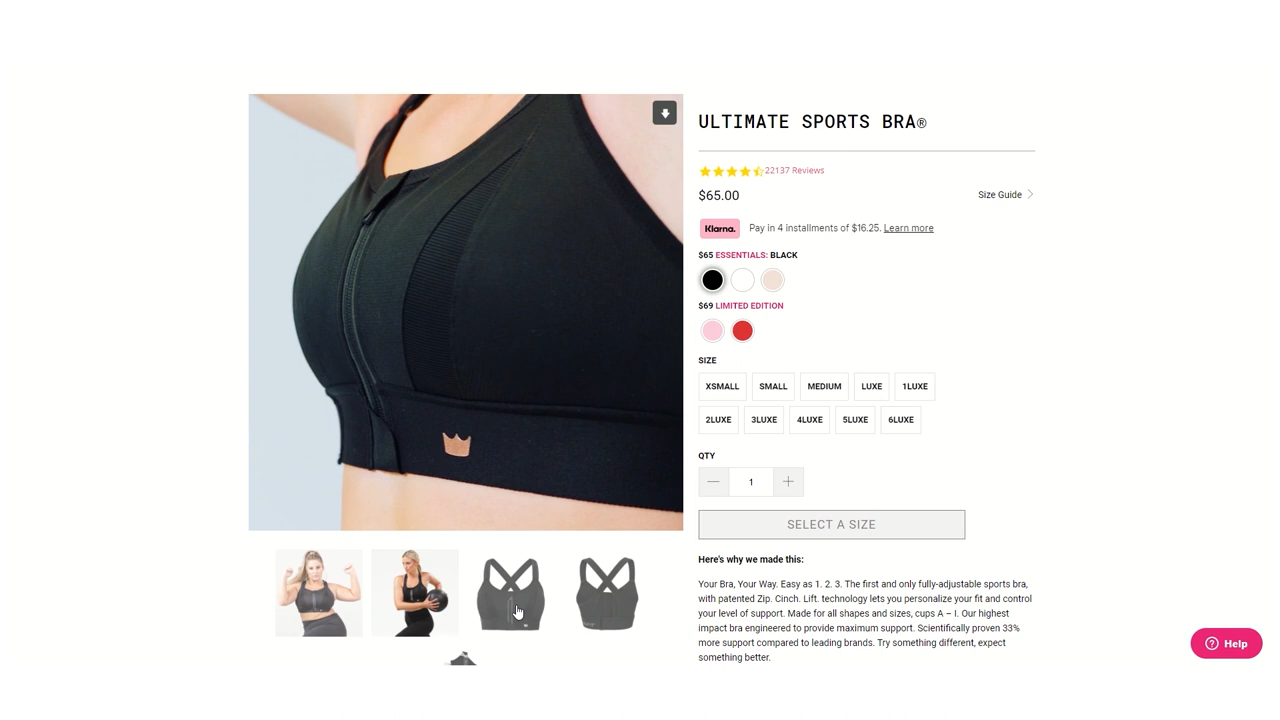 ULTIMATE SPORTS BRA®
22137 Reviews
$65.00
Size Guide
Klarna. Pay in 4 installments of $16.25. Learn more
$65 ESSENTIALS: BLACK
$69 LIMITED EDITION
SIZE
XSMALL SMALL MEDIUM LUXE 1LUXE
2LUXE 3LUXE 4LUXE 5LUXE 6LUXE
QTY
1
SELECT A SIZE
Here's why we made this:
Your Bra, Your Way. Easy as 1. 2. 3. The first and only fully-adjustable sports bra,
with patented Zip. Cinch. Lift. technology lets you personalize your fit and control
your level of support. Made for all shapes and sizes, cups A – I. Our highest
impact bra engineered to provide maximum support. Scientifically proven 33%
more support compared to leading brands. Try something different, expect
something better.
Help